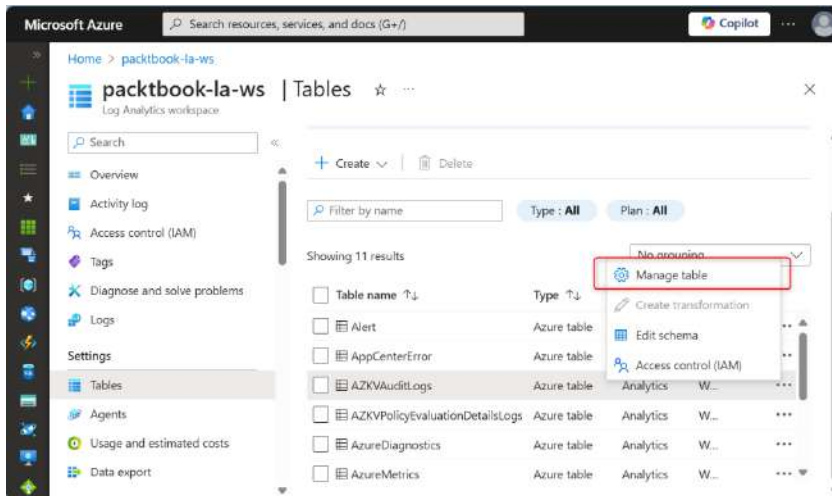 Microsoft Azure
Search resources, services, and docs (G+/)
Copilot
Home > packtbook-la-ws
packtbook-la-ws | Tables
Log Analytics workspace
Search
Overview
Activity log
Access control (IAM)
Tags
Diagnose and solve problems
Logs
Settings
Tables
Agents
Usage and estimated costs
Data export
+ Create
Delete
Filter by name
Type : All
Plan : All
Showing 11 results
No grouping
Manage table
Create transformation
Edit schema
Access control (IAM)
Table name ↑↓ Type ↑↓
Alert Azure table
AppCenterError Azure table
AZKVAuditLogs Azure table Analytics W...
AZKVPolicyEvaluationDetailsLogs Azure table Analytics W...
AzureDiagnostics Azure table Analytics W...
AzureMetrics Azure table Analytics W...